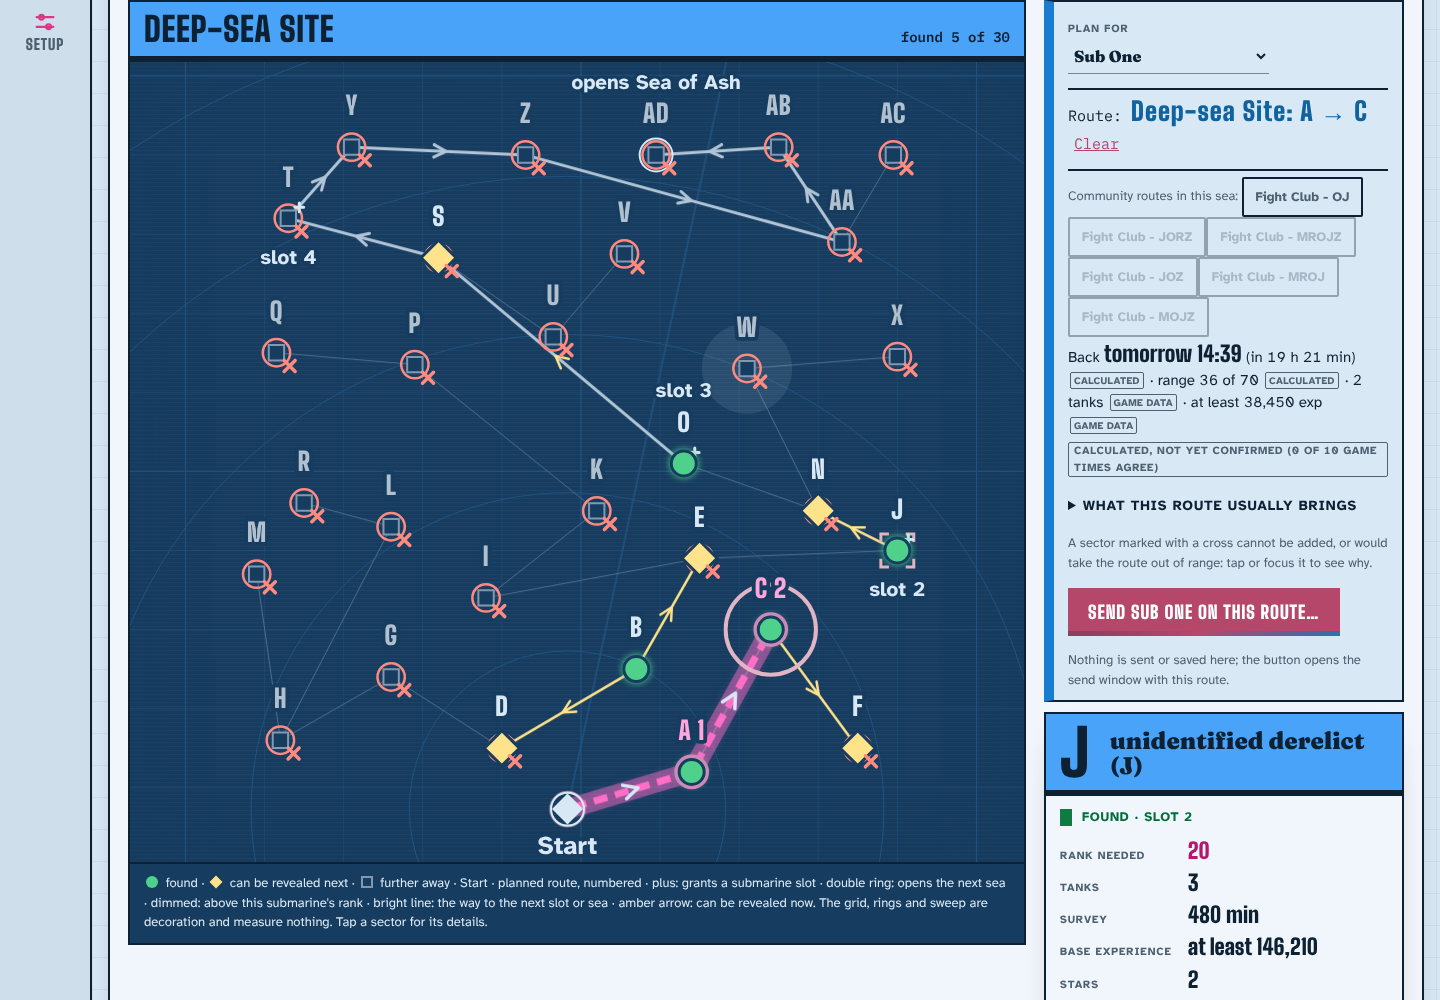 SETUP
DEEP-SEA SITE
found 5 of 30
opens Sea of Ash
Y
Z
AD
AB
AC
T
S
V
AA
slot 4
Q
P
U
W
X
slot 3
O
R
L
K
N
E
J
M
I
slot 2
C 2
B
G
H
D
A 1
F
Start
found · can be revealed next · further away · Start · planned route, numbered · plus: grants a submarine slot · double ring: opens the next sea
· dimmed: above this submarine's rank · bright line: the way to the next slot or sea · amber arrow: can be revealed now. The grid, rings and sweep are
decoration and measure nothing. Tap a sector for its details.
PLAN FOR
Sub One
Route: Deep-sea Site: A → C
Clear
Community routes in this sea: Fight Club - OJ
Fight Club - JORZ Fight Club - MROJZ
Fight Club - JOZ Fight Club - MROJ
Fight Club - MOJZ
Back tomorrow 14:39 (in 19 h 21 min)
CALCULATED · range 36 of 70 CALCULATED · 2
tanks GAME DATA · at least 38,450 exp
GAME DATA
CALCULATED, NOT YET CONFIRMED (0 OF 10 GAME
TIMES AGREE)
WHAT THIS ROUTE USUALLY BRINGS
A sector marked with a cross cannot be added, or would
take the route out of range: tap or focus it to see why.
SEND SUB ONE ON THIS ROUTE…
Nothing is sent or saved here; the button opens the
send window with this route.
J unidentified derelict
(J)
FOUND · SLOT 2
RANK NEEDED 20
TANKS 3
SURVEY 480 min
BASE EXPERIENCE at least 146,210
STARS 2